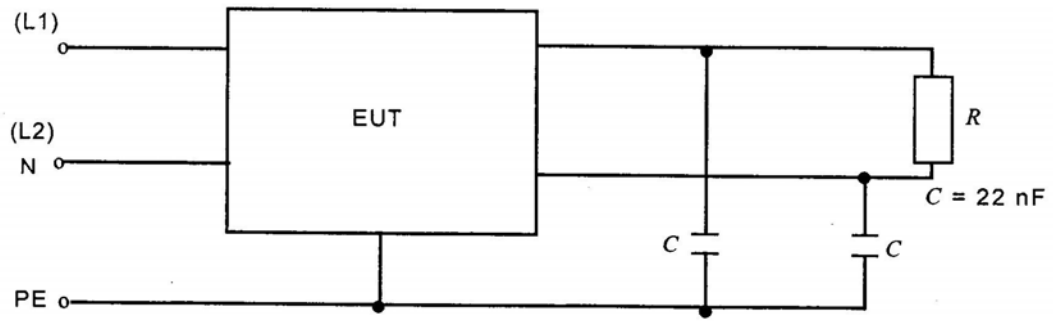 (L1)
EUT
R
(L2)
N
C = 22 nF
C
C
PE